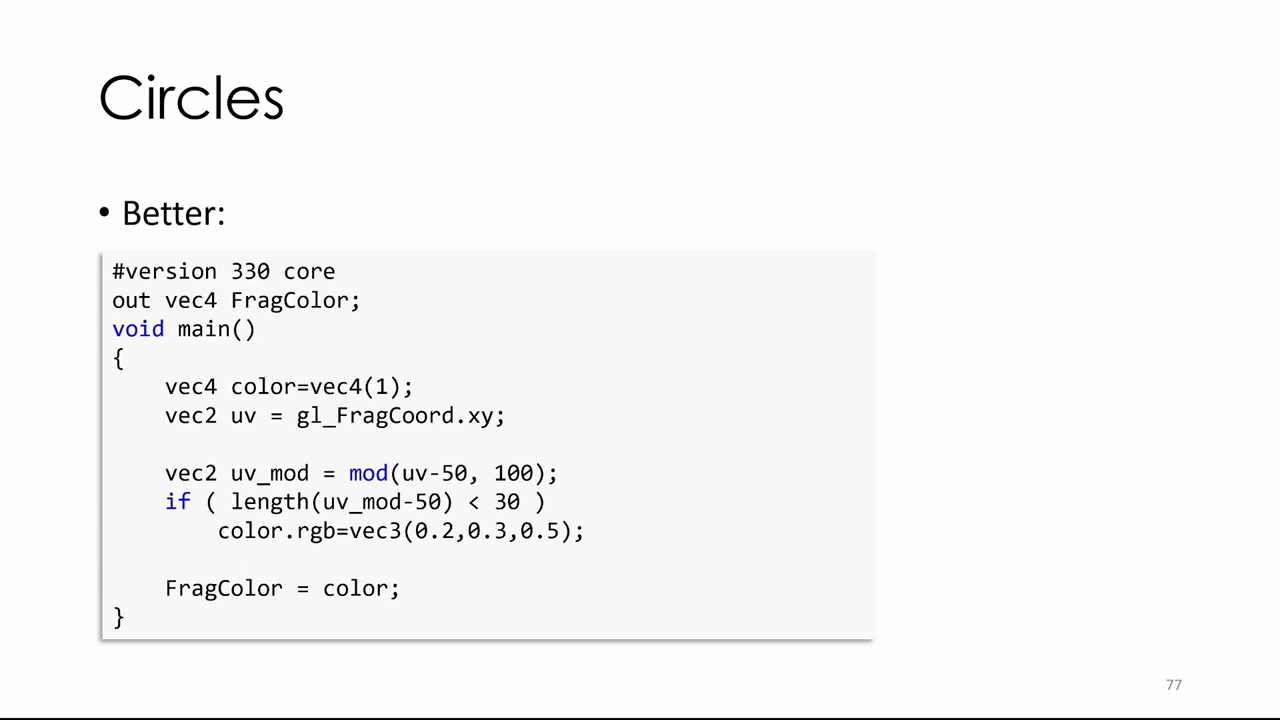 Circles
• Better:
#version 330 core
out vec4 FragColor;
void main()
{
    vec4 color=vec4(1);
    vec2 uv = gl_FragCoord.xy;
    vec2 uv_mod = mod(uv-50, 100);
    if ( length(uv_mod-50) < 30 )
        color.rgb=vec3(0.2,0.3,0.5);
    FragColor = color;
}
77